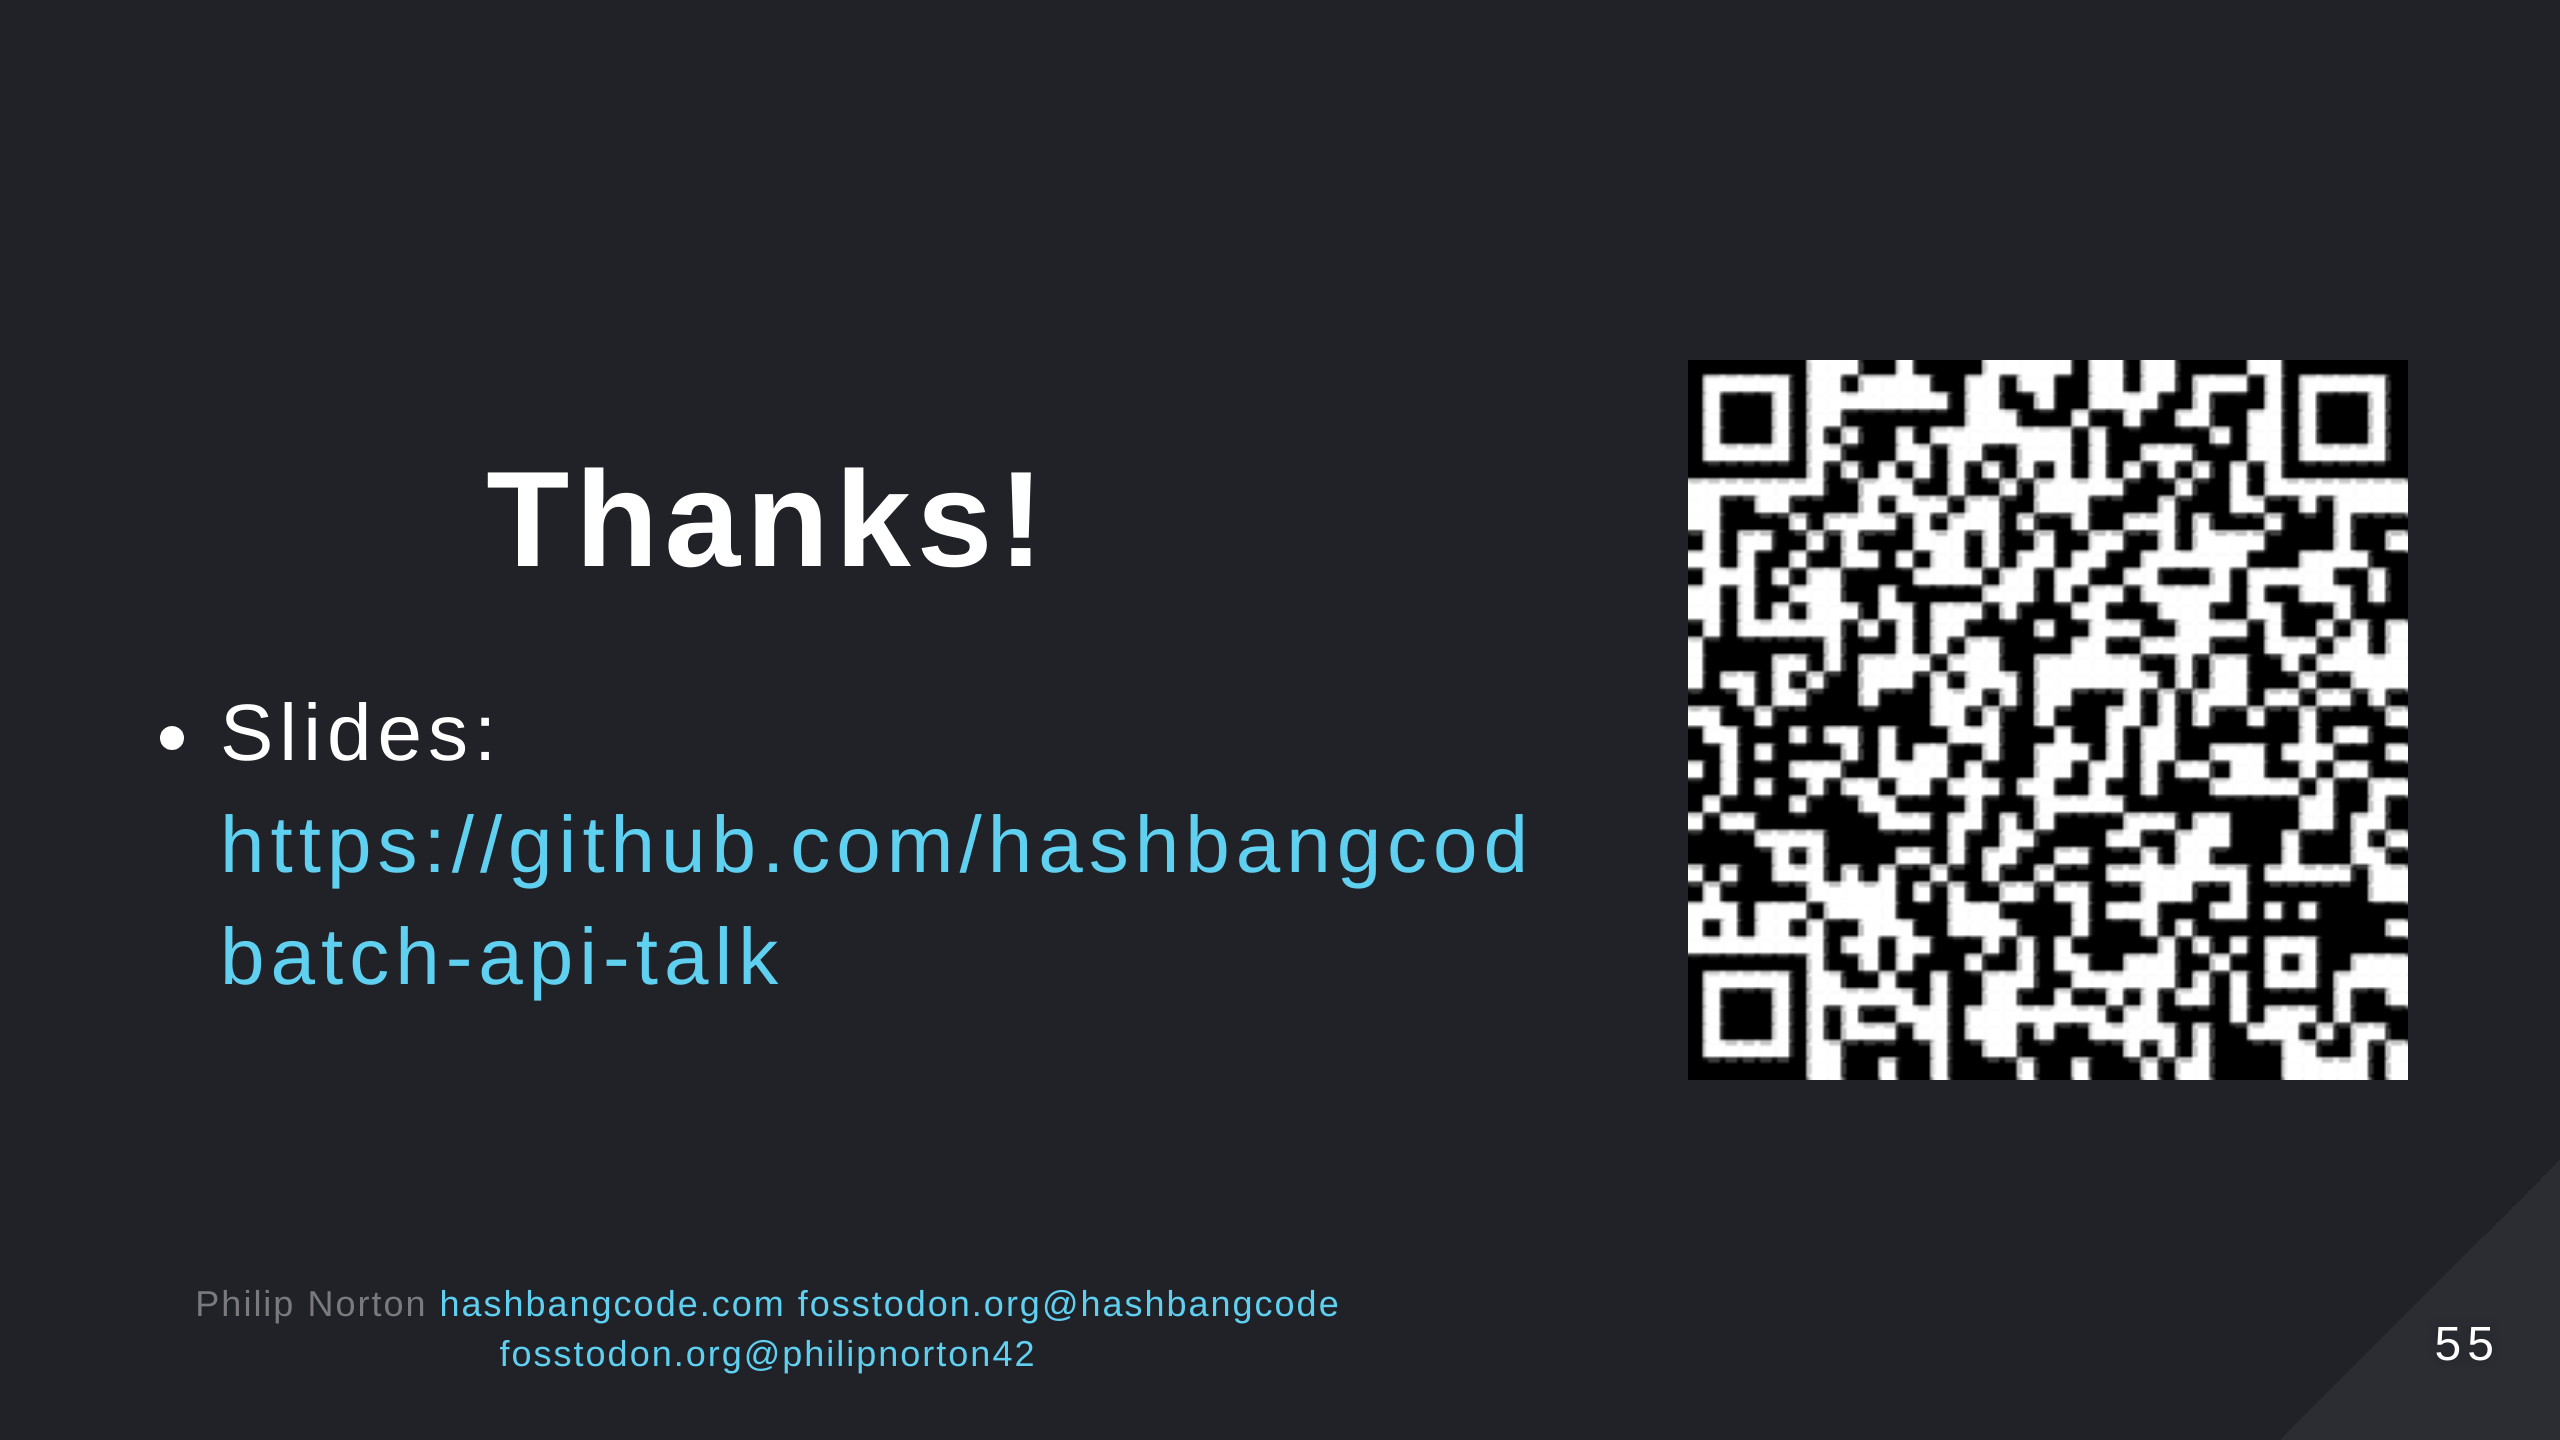 Thanks!
• Slides:
https://github.com/hashbangcod
batch-api-talk
Philip Norton hashbangcode.com fosstodon.org@hashbangcode
fosstodon.org@philipnorton42
55